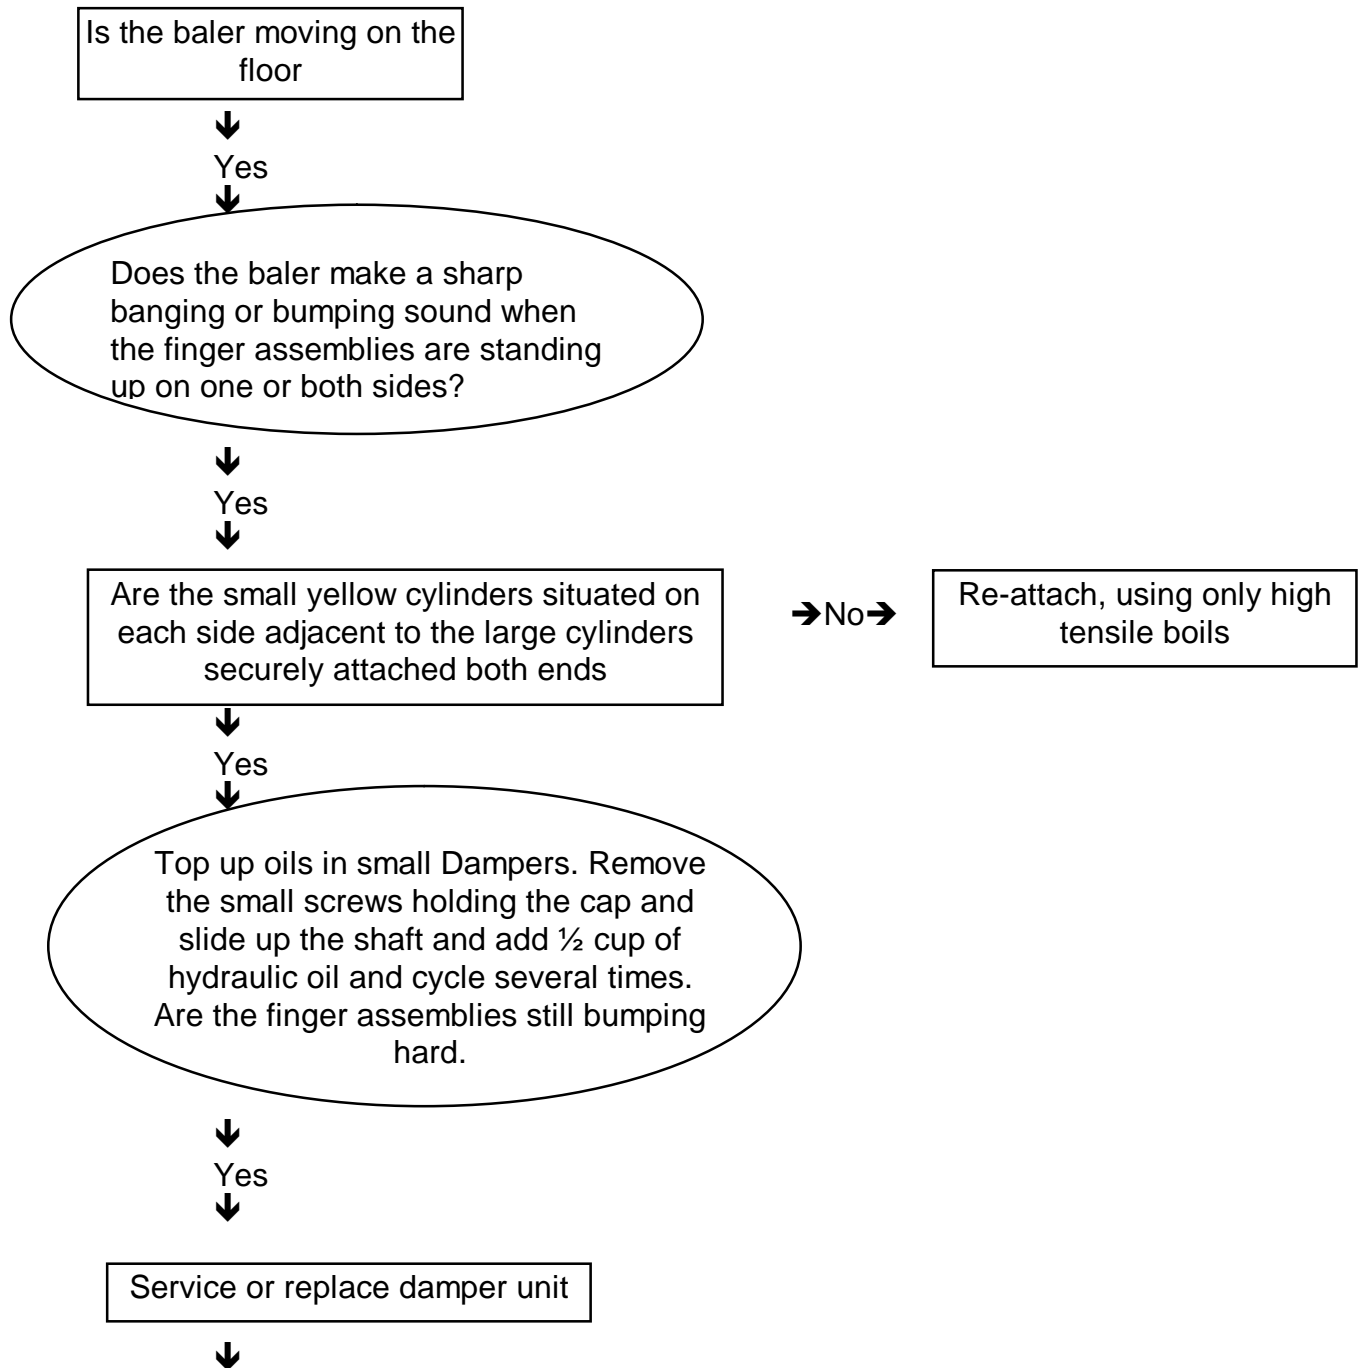 Is the baler moving on the
floor
Yes
Does the baler make a sharp
banging or bumping sound when
the finger assemblies are standing
up on one or both sides?
Yes
Are the small yellow cylinders situated on
each side adjacent to the large cylinders
securely attached both ends
➔No➔
Re-attach, using only high
tensile boils
Yes
Top up oils in small Dampers. Remove
the small screws holding the cap and
slide up the shaft and add ½ cup of
hydraulic oil and cycle several times.
Are the finger assemblies still bumping
hard.
Yes
Service or replace damper unit